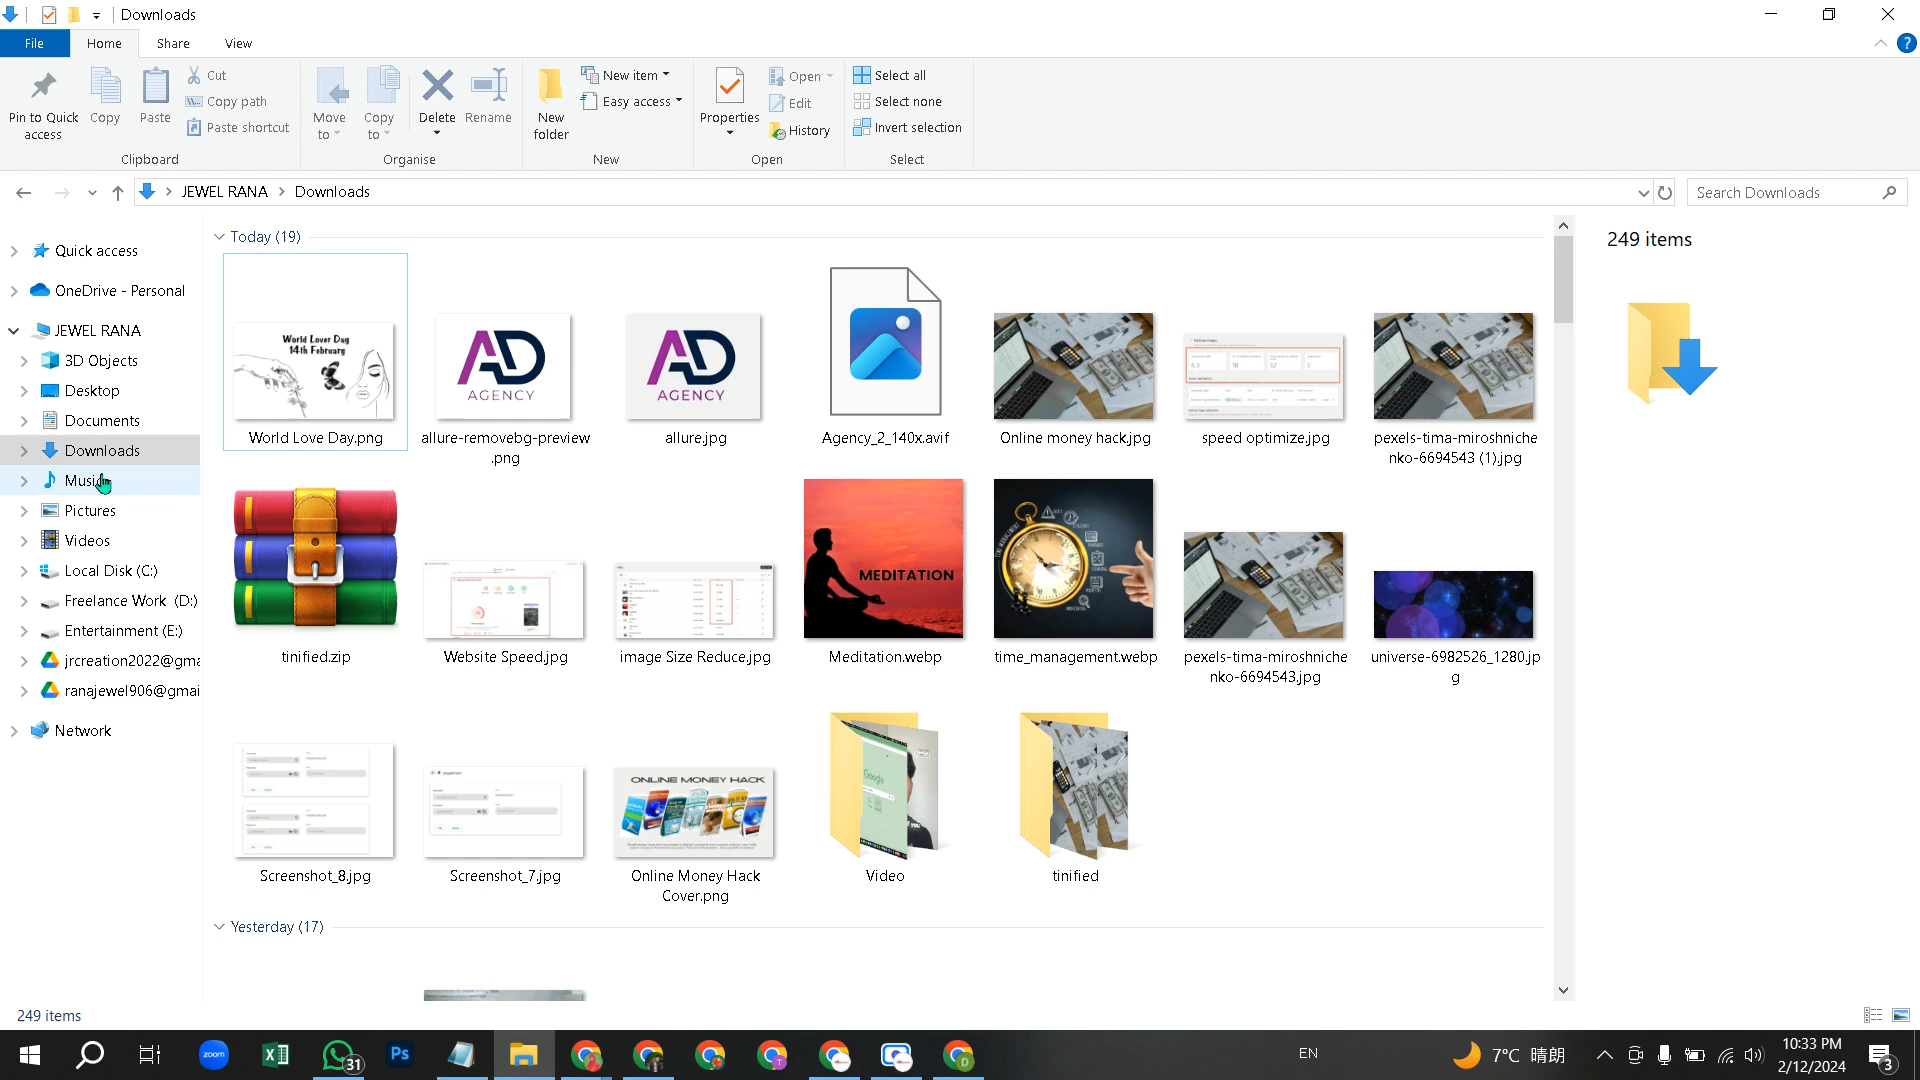 Downloads
File
Home
Share
View
Pin to Quick
access
Copy
Paste
Cut
Copy path
Paste shortcut
Clipboard
Move
to
Copy
to
Delete
Rename
Organise
New
folder
New item
Easy access
New
Properties
Open
Edit
History
Open
Select all
Select none
Invert selection
Select
JEWEL RANA
Downloads
Search Downloads
Quick access
OneDrive - Personal
JEWEL RANA
3D Objects
Desktop
Documents
Downloads
Music
Pictures
Videos
Local Disk (C:)
Freelance Work (D:)
Entertainment (E:)
jrcreation2022@gma
ranajewel906@gmai
Network
Today (19)
World Lover Day
14th February
World Love Day.png
AD
AGENCY
allure-removebg-preview
.png
AD
AGENCY
allure.jpg
Agency_2_140x.avif
Online money hack.jpg
speed optimize.jpg
pexels-tima-miroshniche
nko-6694543 (1).jpg
tinified.zip
Website Speed.jpg
image Size Reduce.jpg
MEDITATION
Meditation.webp
time_management.webp
pexels-tima-miroshniche
nko-6694543.jpg
universe-6982526_1280.jp
g
Screenshot_8.jpg
Screenshot_7.jpg
ONLINE MONEY HACK
Online Money Hack
Cover.png
Google
Video
tinified
Yesterday (17)
249 items
249 items
zoom
31
Ps
T
D
EN
7°C 晴朗
10:33 PM
2/12/2024
3